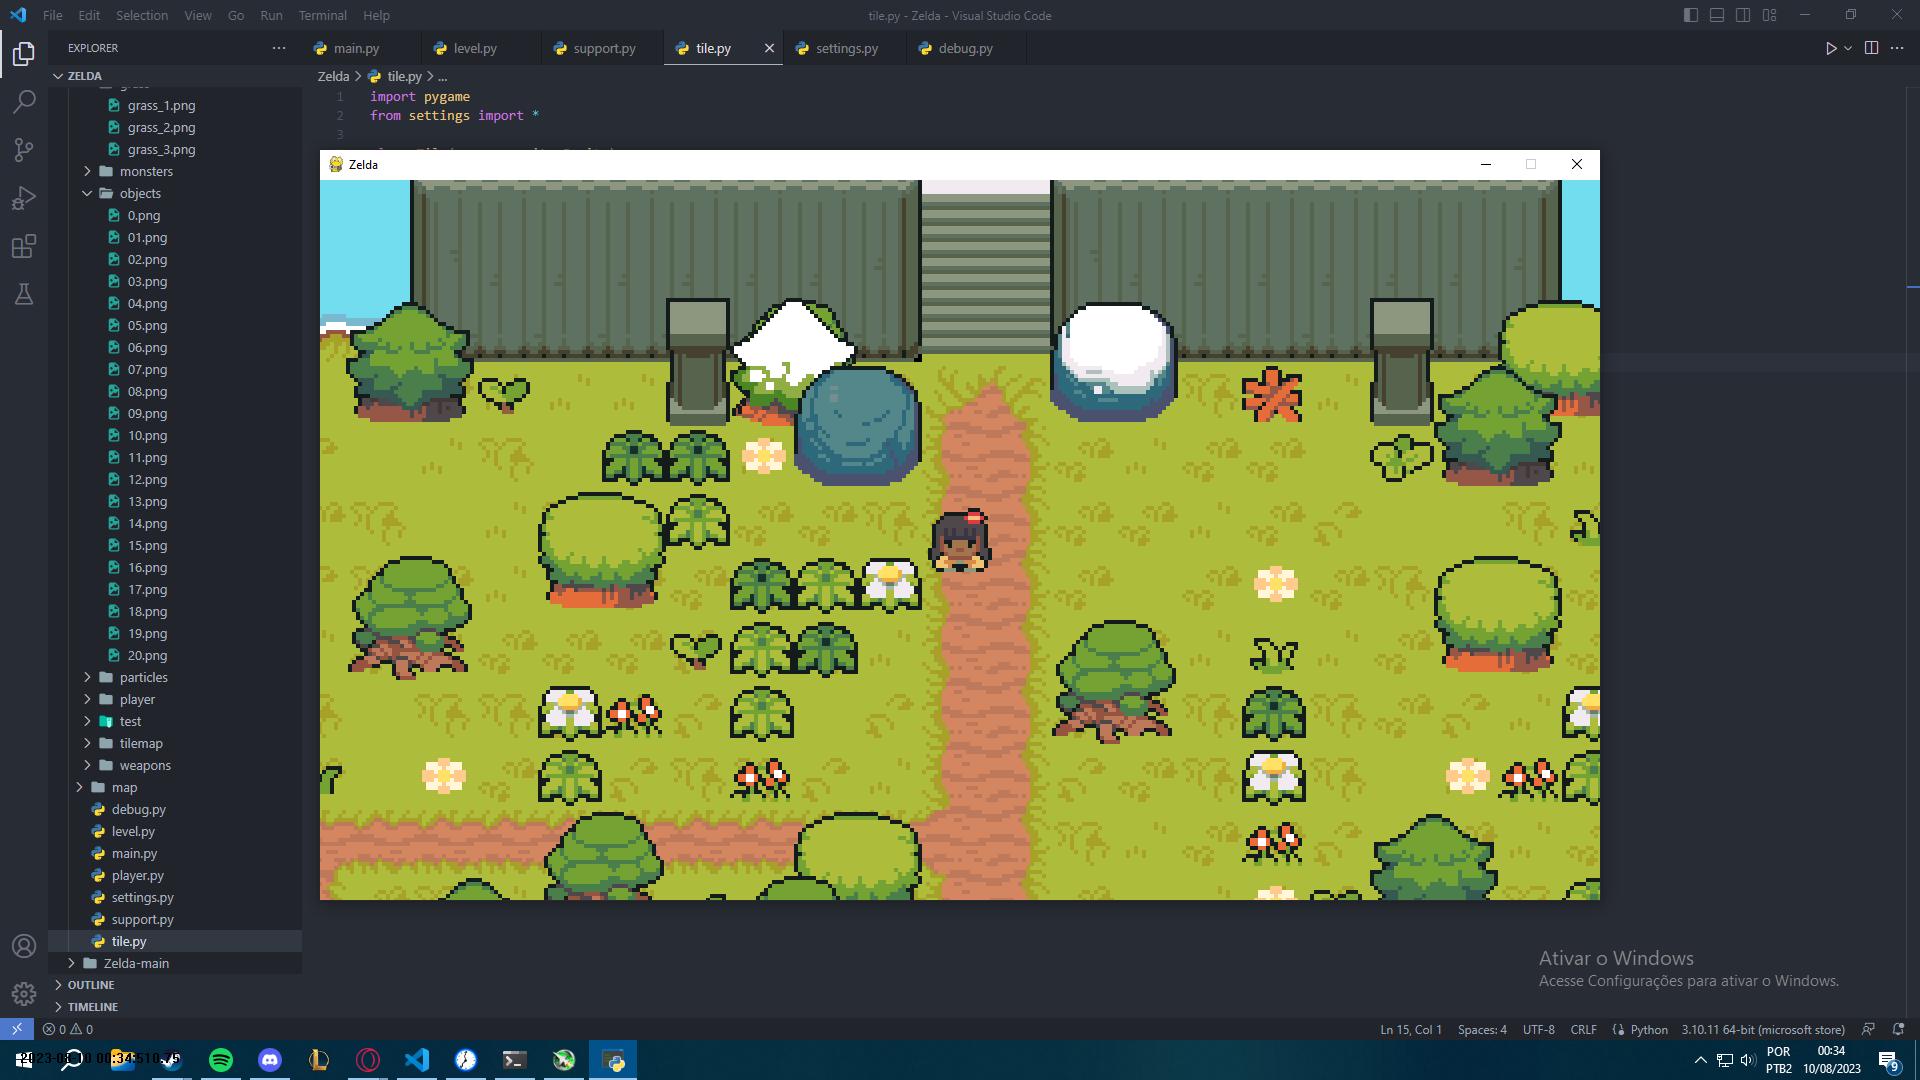 File Edit Selection View Go Run Terminal Help
tile.py - Zelda - Visual Studio Code
EXPLORER
main.py level.py support.py tile.py settings.py debug.py
ZELDA
Zelda > tile.py > ...
grass_1.png
grass_2.png
grass_3.png
monsters
objects
0.png
01.png
02.png
03.png
04.png
05.png
06.png
07.png
08.png
09.png
10.png
11.png
12.png
13.png
14.png
15.png
16.png
17.png
18.png
19.png
20.png
particles
player
test
tilemap
weapons
map
debug.py
level.py
main.py
player.py
settings.py
support.py
tile.py
Zelda-main
OUTLINE
TIMELINE
1 import pygame
2 from settings import *
3
Zelda
Ativar o Windows
Acesse Configurações para ativar o Windows.
0 0
Ln 15, Col 1 Spaces: 4 UTF-8 CRLF Python 3.10.11 64-bit (microsoft store)
POR
PTB2
00:34
10/08/2023
9